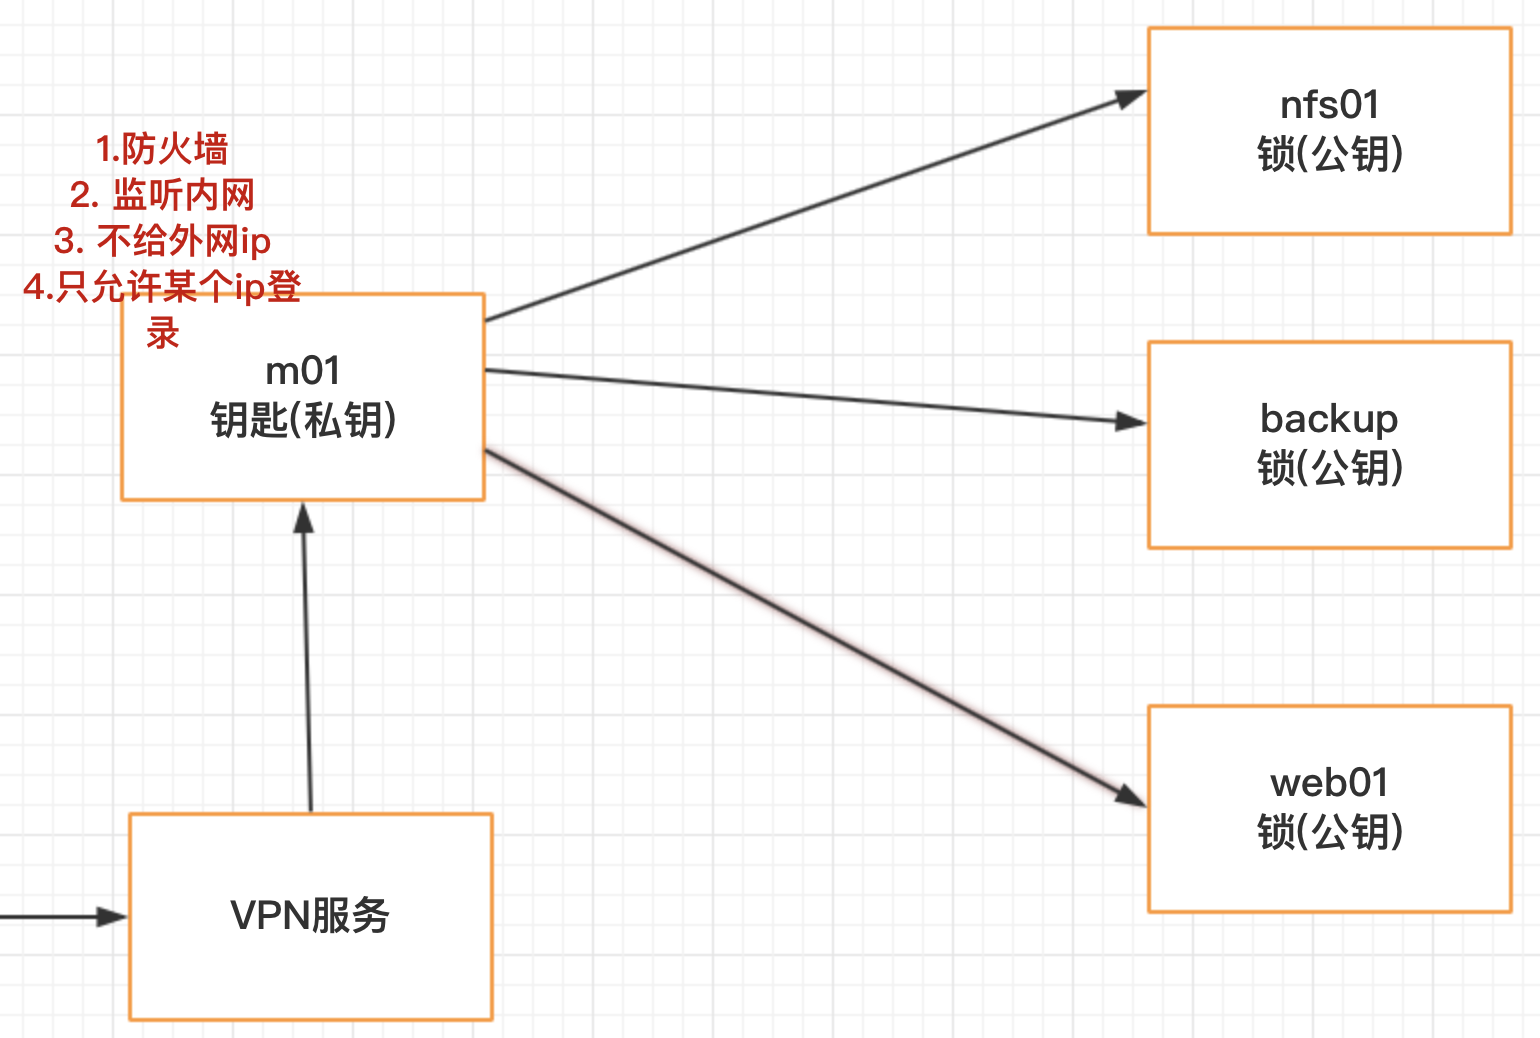 1.防火墙
2. 监听内网
3. 不给外网ip
4.只允许某个ip登
录
m01
钥匙(私钥)
nfs01
锁(公钥)
backup
锁(公钥)
web01
锁(公钥)
VPN服务